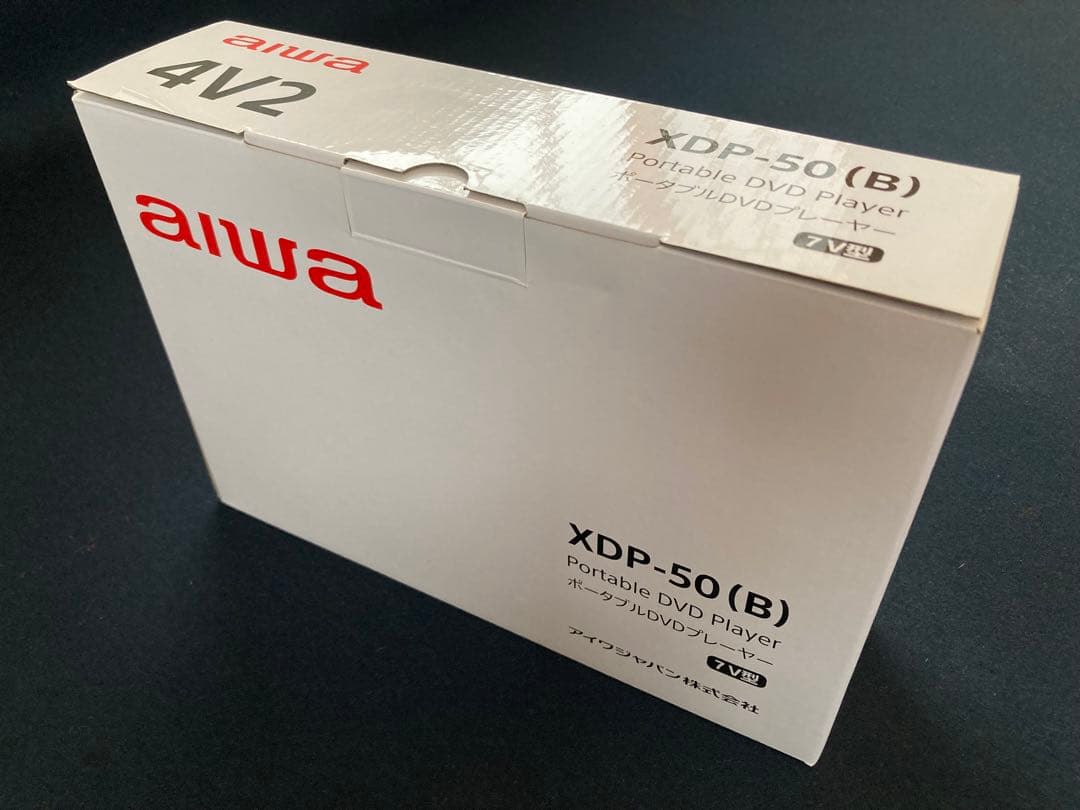 aiwa
4V2
XDP-50(B)
Portable DVD Player
ポータブルDVDプレーヤー
7V型
aiwa
XDP-50(B)
Portable DVD Player
ポータブルDVDプレーヤー
7V型
アイワジャパン株式会社